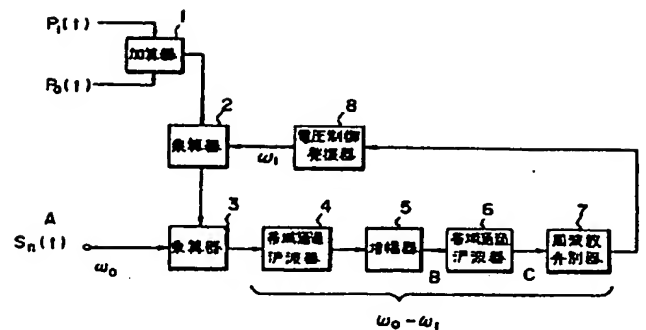 P₁(t)
P₀(t)
1
加算器
2
乗算器
8
電圧制御
発振器
ω₁
A
Sₙ(t)
ω₀
3
乗算器
4
帯域通過
沪波器
5
増幅器
6
帯域通過
沪波器
7
周波数
弁別器
B
C
ω₀-ω₁